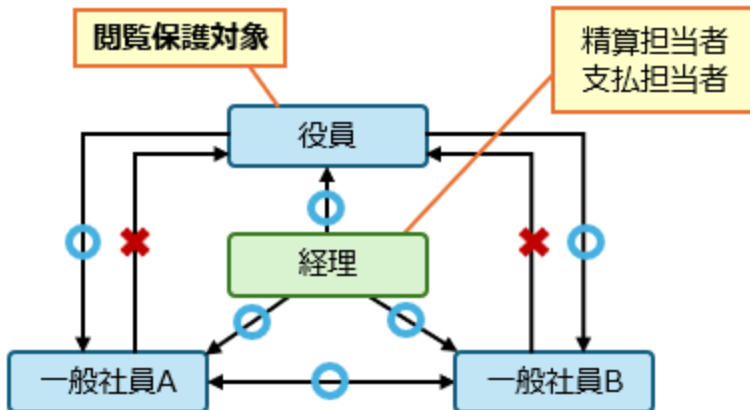 閲覧保護対象
精算担当者
支払担当者
役員
経理
一般社員A
一般社員B